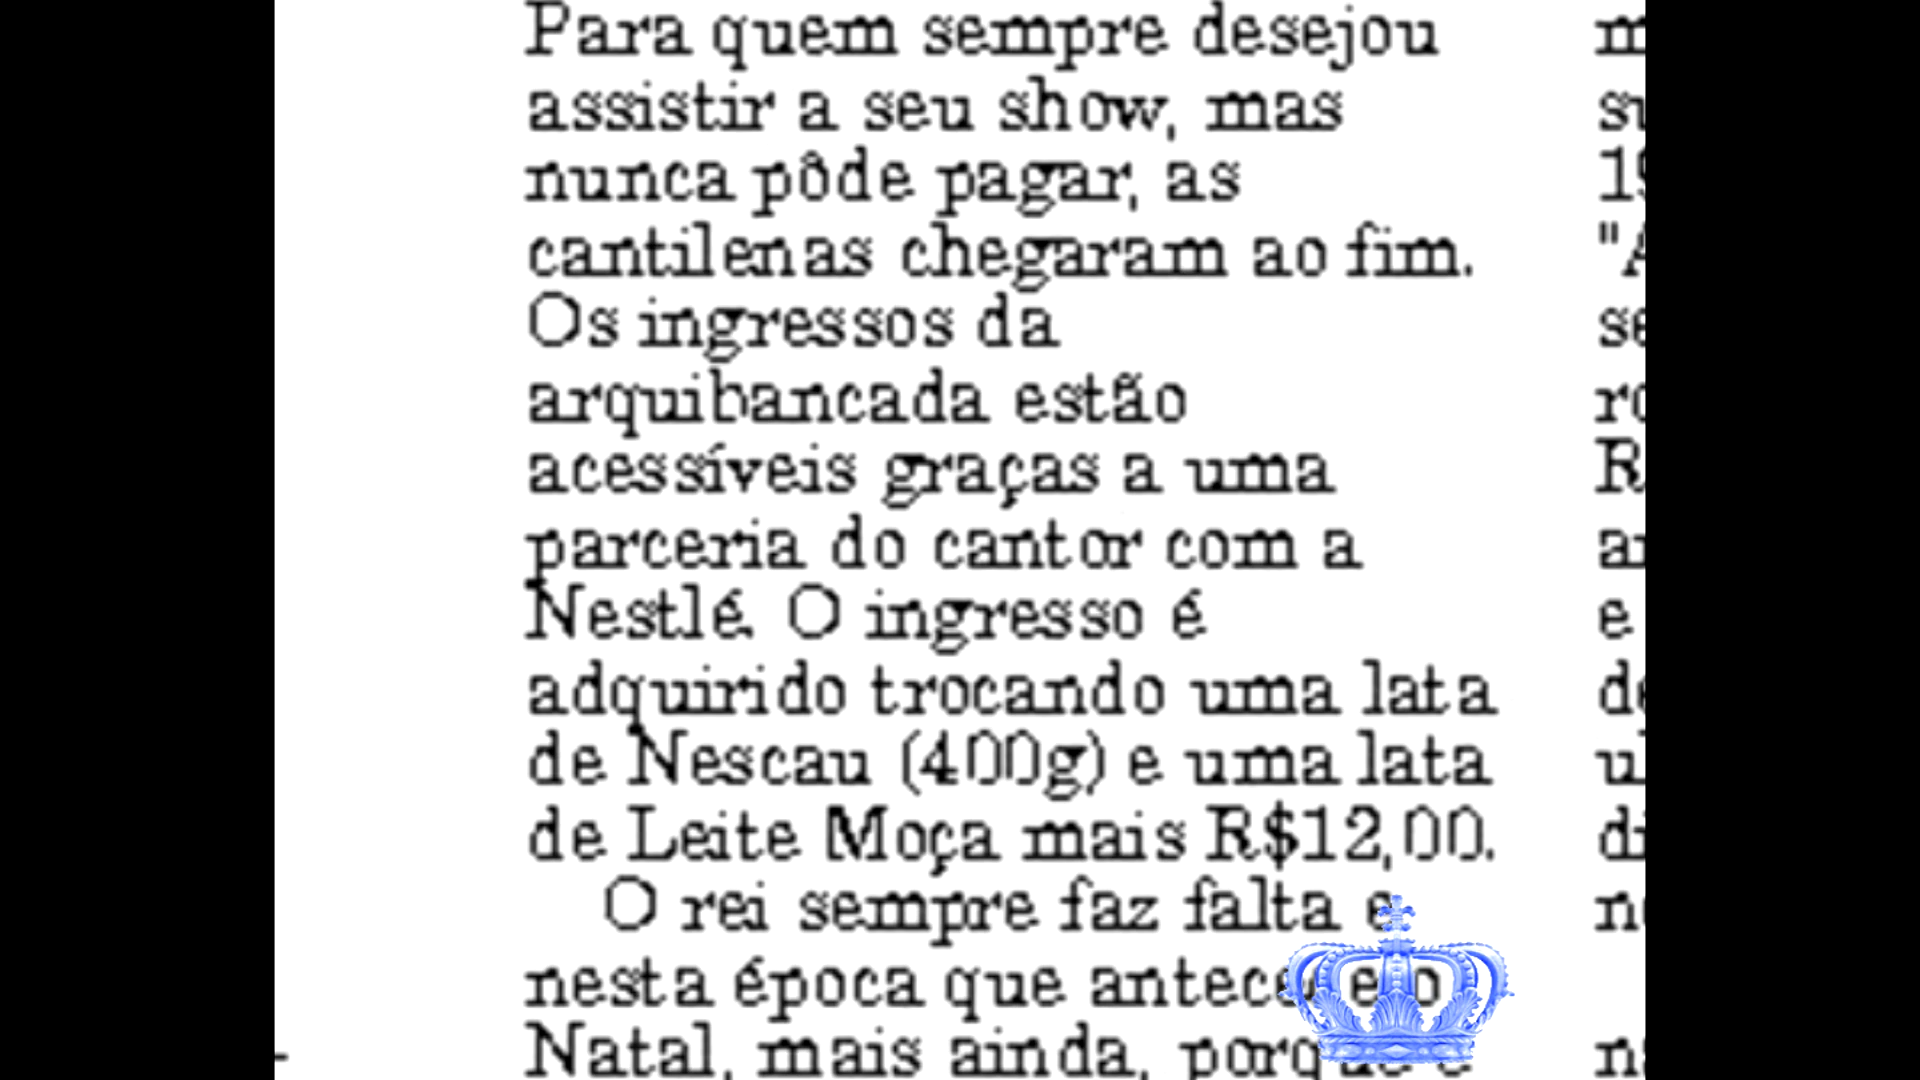 Para quem sempre desejou
assistir a seu show, mas
nunca pôde pagar, as
cantilenas chegaram ao fim.
Os ingressos da
arquibancada estão
acessíveis graças a uma
parceria do cantor com a
Nestlé. O ingresso é
adquirido trocando uma lata
de Nescau (400g) e uma lata
de Leite Moça mais R$12,00.
O rei sempre faz falta e
nesta época que antecede o
Natal, mais ainda, porque é